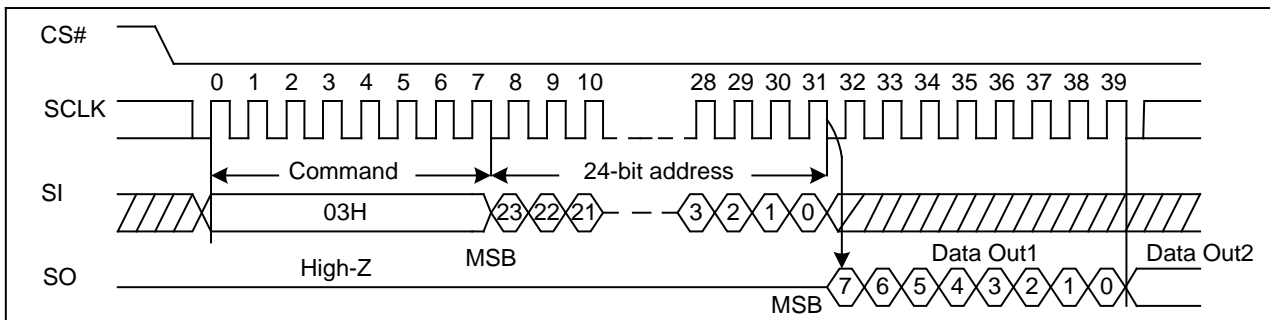 CS#
0 1 2 3 4 5 6 7 8 9 10 28 29 30 31 32 33 34 35 36 37 38 39
SCLK
Command 24-bit address
SI
03H 23 22 21 3 2 1 0
MSB
High-Z
Data Out1 Data Out2
SO
MSB 7 6 5 4 3 2 1 0